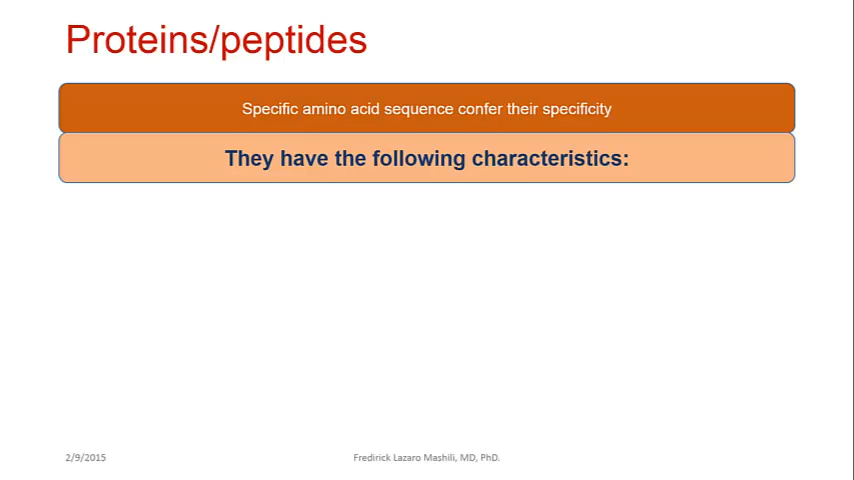 Proteins/peptides
Specific amino acid sequence confer their specificity
They have the following characteristics:
2/9/2015
Fredirick Lazaro Mashili, MD, PhD.